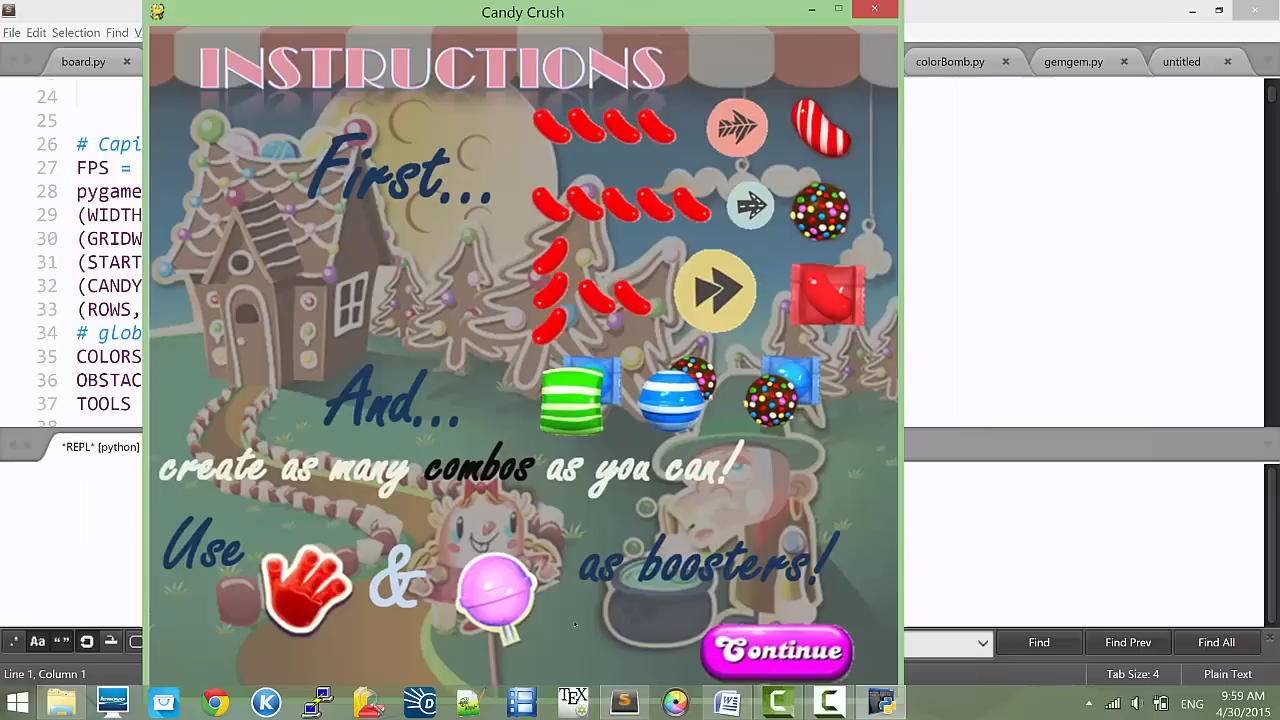 Candy Crush
File Edit Selection Find V
board.py
colorBomb.py
gemgem.py
untitled
INSTRUCTIONS
First...
24
25
26 # Capi
27 FPS =
28 pygame
29 (WIDTH
30 (GRIDW
31 (START
32 (CANDY
33 (ROWS,
34 # glob
35 COLORS
36 OBSTAC
37 TOOLS
And...
*REPL* [python]
create as many combos as you can!
Use & as boosters!
Continue
Aa “ ”
Find
Find Prev
Find All
Line 1, Column 1
Tab Size: 4
Plain Text
ENG
9:59 AM
4/30/2015